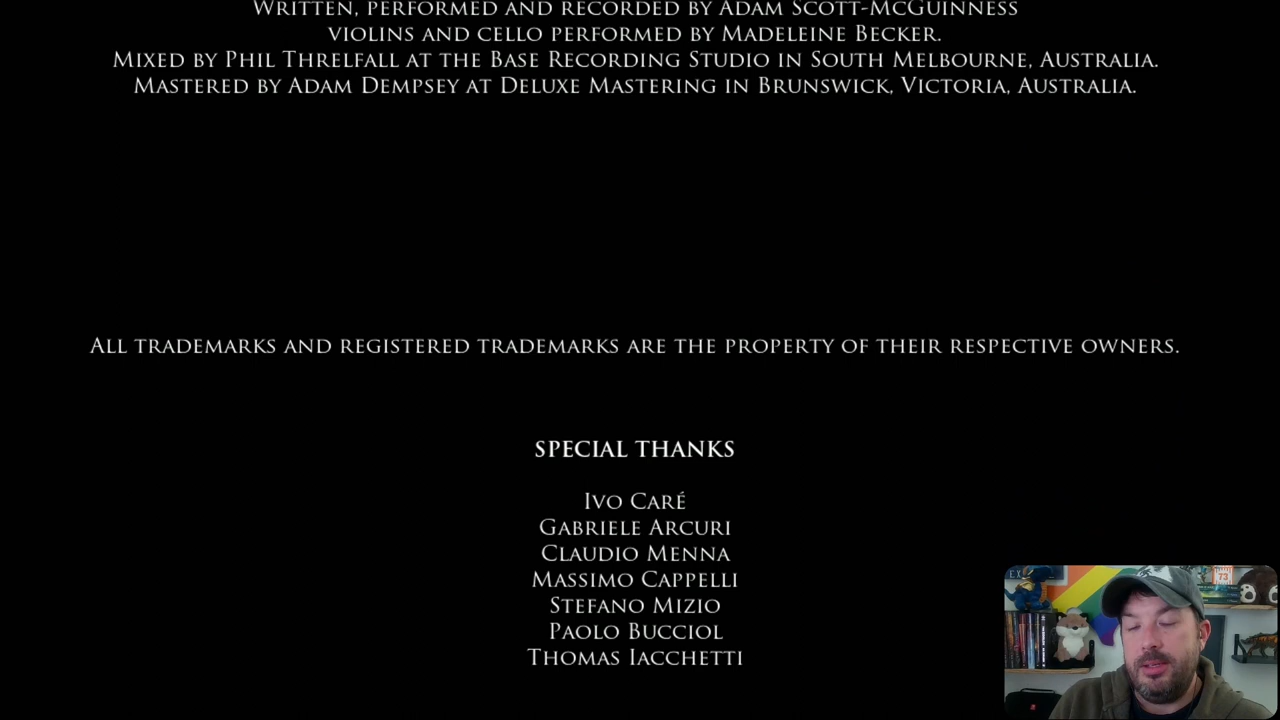 Written, performed and recorded by Adam Scott-McGuinness
violins and cello performed by Madeleine Becker.
Mixed by Phil Threlfall at the Base Recording Studio in South Melbourne, Australia.
Mastered by Adam Dempsey at Deluxe Mastering in Brunswick, Victoria, Australia.
All trademarks and registered trademarks are the property of their respective owners.
SPECIAL THANKS
Ivo Caré
Gabriele Arcuri
Claudio Menna
Massimo Cappelli
Stefano Mizio
Paolo Bucciol
Thomas Iacchetti